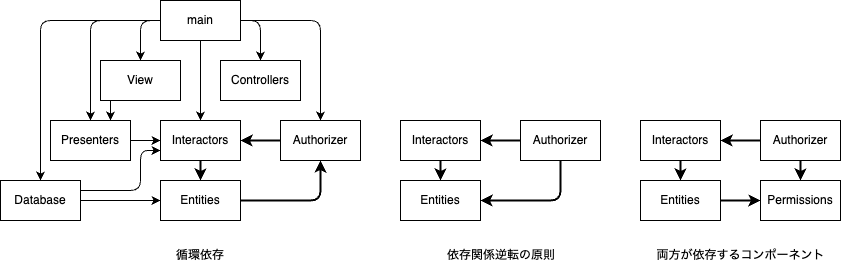 main
View
Controllers
Presenters
Interactors
Authorizer
Database
Entities
循環依存
Interactors
Authorizer
Entities
依存関係逆転の原則
Interactors
Authorizer
Entities
Permissions
両方が依存するコンポーネント